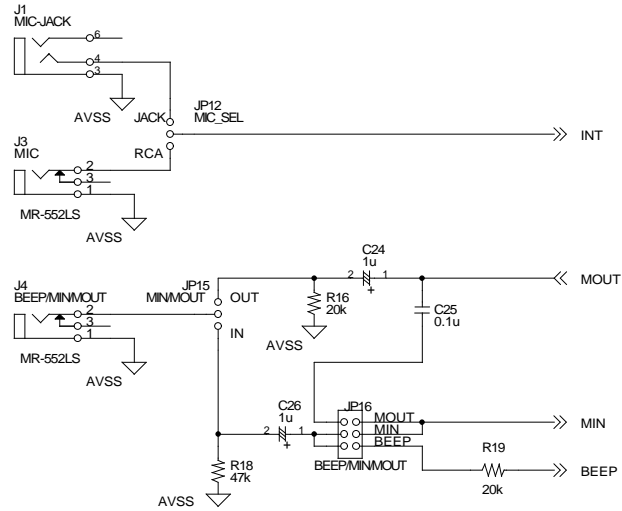 J1
MIC-JACK
6
4
3
AVSS
JACK
JP12
MIC_SEL
INT
RCA
J3
MIC
2
3
1
MR-552LS
AVSS
C24
1u
2 1
+
MOUT
J4
BEEP/MIN/MOUT
2
3
1
MR-552LS
AVSS
JP15
MIN/MOUT
OUT
IN
R16
20k
AVSS
C25
0.1u
C26
1u
2 1
+
JP16
MOUT
MIN
BEEP
BEEP/MIN/MOUT
MIN
R18
47k
AVSS
R19
20k
BEEP